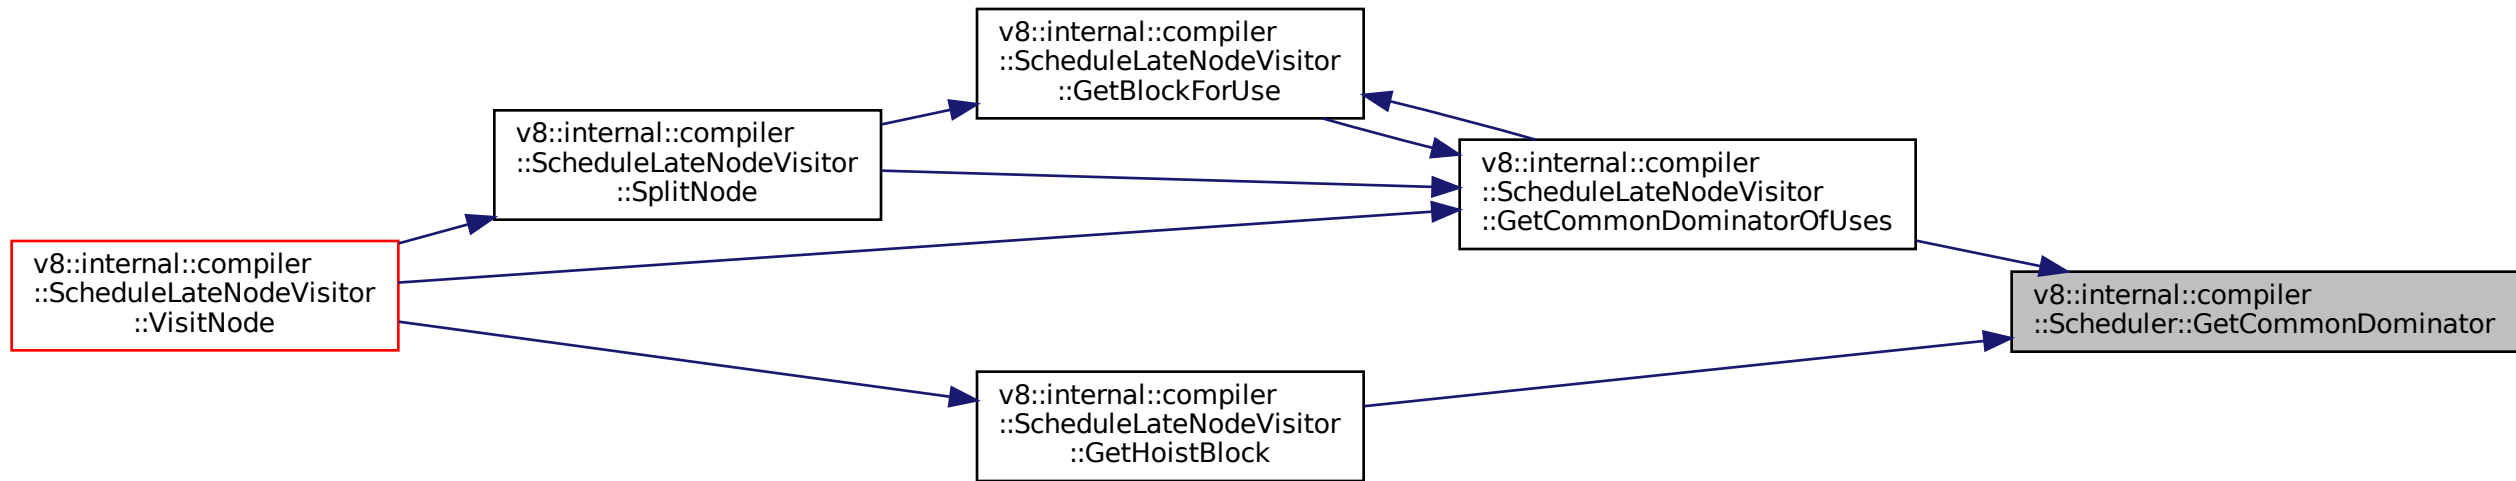 v8::internal::compiler
::ScheduleLateNodeVisitor
::GetBlockForUse
v8::internal::compiler
::ScheduleLateNodeVisitor
::SplitNode
v8::internal::compiler
::ScheduleLateNodeVisitor
::GetCommonDominatorOfUses
v8::internal::compiler
::ScheduleLateNodeVisitor
::VisitNode
v8::internal::compiler
::Scheduler::GetCommonDominator
v8::internal::compiler
::ScheduleLateNodeVisitor
::GetHoistBlock